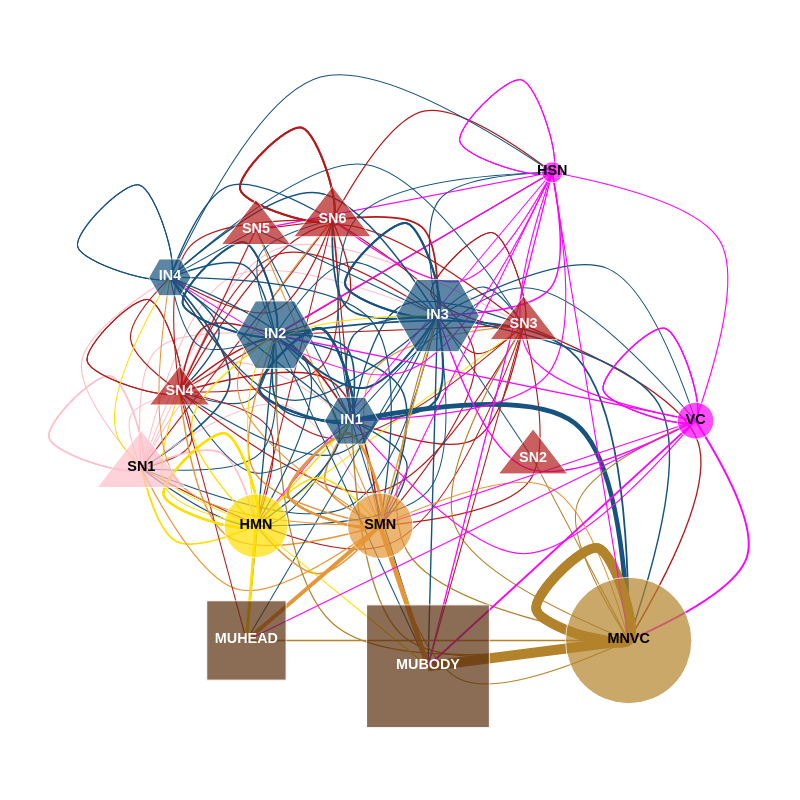 HSN
SN5
SN6
IN4
IN2
IN3
SN3
SN4
IN1
VC
SN1
SN2
HMN
SMN
MUHEAD
MUBODY
MNVC